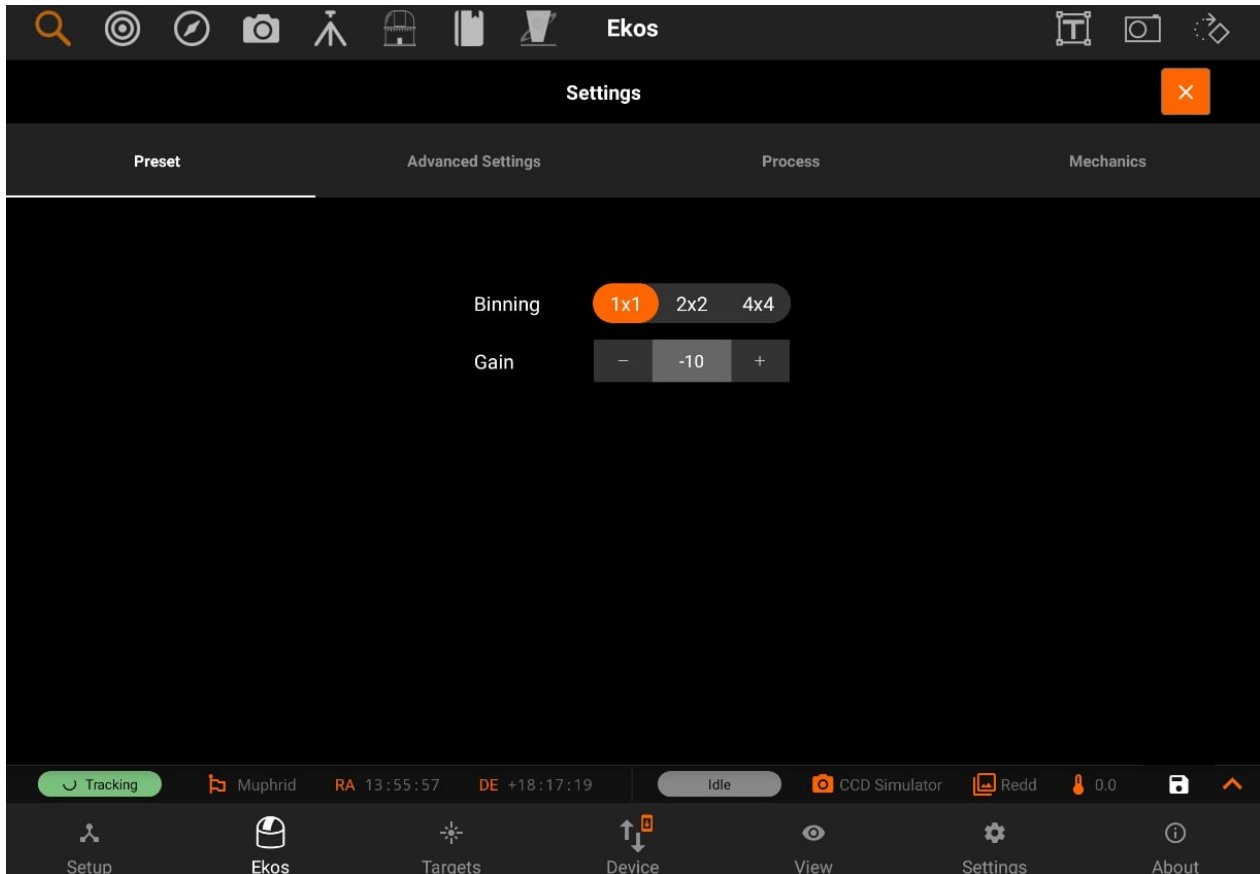 Ekos
Settings
Preset Advanced Settings Process Mechanics
Binning 1x1 2x2 4x4
Gain − -10 +
Tracking Muphrid RA 13:55:57 DE +18:17:19 Idle CCD Simulator Redd 0.0
Setup Ekos Targets Device View Settings About